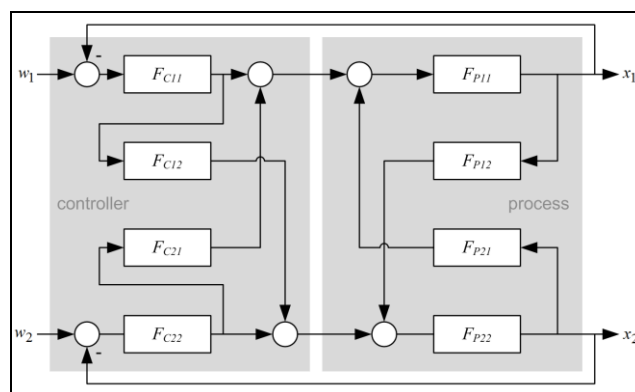 -
w1 FC11 FP11 x1
FC12 FP12
controller process
FC21 FP21
w2 FC22 FP22 x2
-